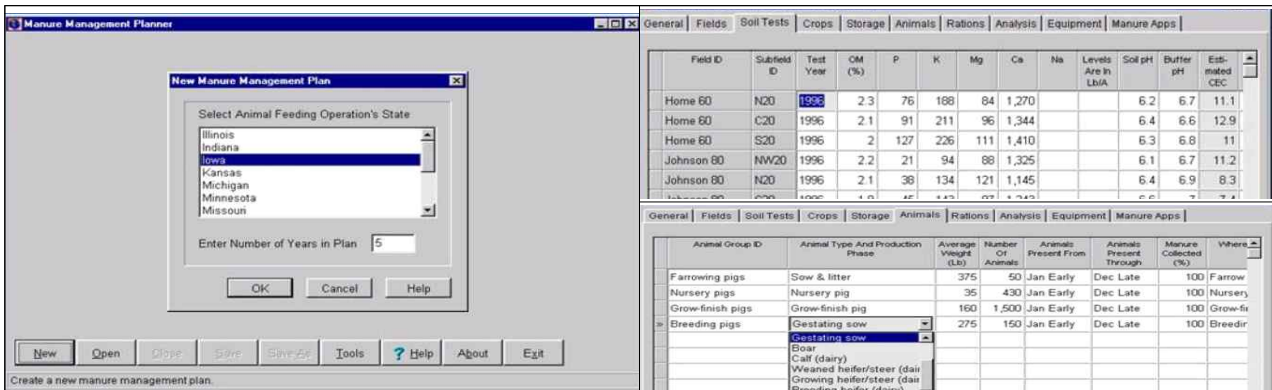 Manure Management Planner
New Manure Management Plan
Select Animal Feeding Operation's State
Illinois
Indiana
Iowa
Kansas
Michigan
Minnesota
Missouri
Enter Number of Years in Plan 5
OK Cancel Help
New Open Close Save Save As Tools ? Help About Exit
Create a new manure management plan.
General Fields Soil Tests Crops Storage Animals Rations Analysis Equipment Manure Apps
Field ID Subfield ID Test Year OM (%) P K Mg Ca Na Levels Are In Lb/A Soil pH Buffer pH Esti-mated CEC
Home 60 N20 1996 2.3 76 188 84 1,270 6.2 6.7 11.1
Home 60 C20 1996 2.1 91 211 96 1,344 6.4 6.6 12.9
Home 60 S20 1996 2 127 226 111 1,410 6.3 6.8 11
Johnson 80 NW20 1996 2.2 21 94 88 1,325 6.1 6.7 11.2
Johnson 80 N20 1996 2.1 38 134 121 1,145 6.4 6.9 8.3
General Fields Soil Tests Crops Storage Animals Rations Analysis Equipment Manure Apps
Animal Group ID Animal Type And Production Phase Average Weight (Lb) Number Of Animals Animals Present From Animals Present Through Manure Collected (%) Where
Farrowing pigs Sow & litter 375 50 Jan Early Dec Late 100 Farrow
Nursery pigs Nursery pig 35 430 Jan Early Dec Late 100 Nursery
Grow-finish pigs Grow-finish pig 160 1,500 Jan Early Dec Late 100 Grow-fi
» Breeding pigs Gestating sow 275 150 Jan Early Dec Late 100 Breedin
Gestating sow
Boar
Calf (dairy)
Weaned heifer/steer (dair
Growing heifer/steer (dair
Breeding heifer (dairy)